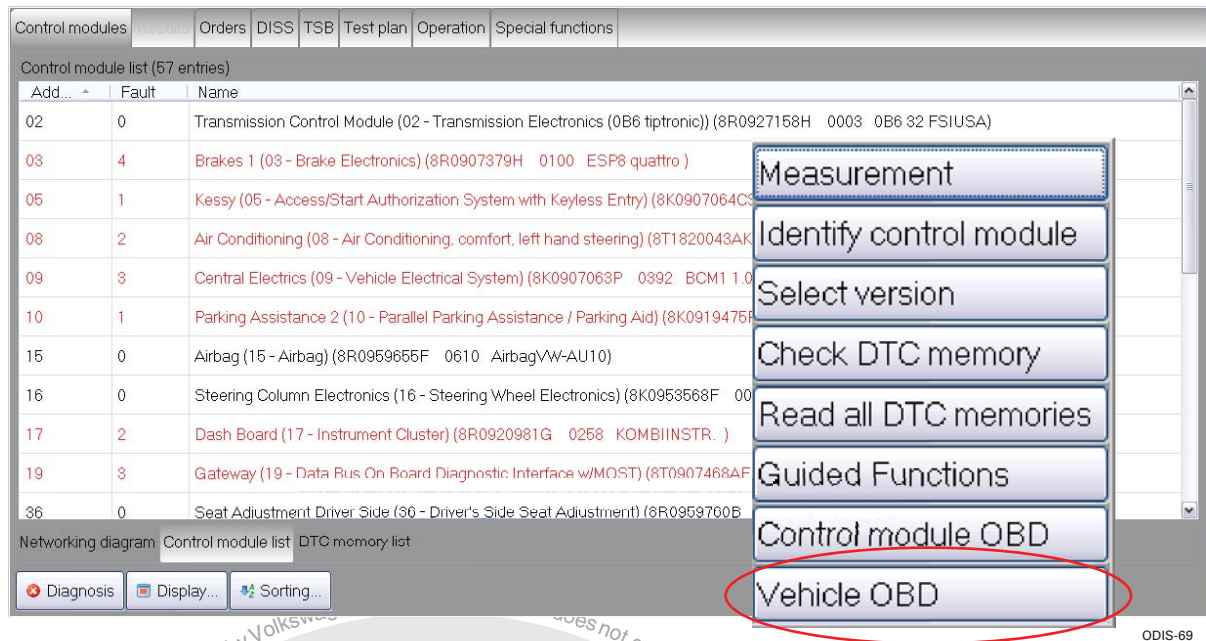 Control modules Results Orders DISS TSB Test plan Operation Special functions
Control module list (57 entries)
Add... Fault Name
02 0 Transmission Control Module (02 - Transmission Electronics (0B6 tiptronic)) (8R0927158H 0003 0B6 32 FSIUSA)
03 4 Brakes 1 (03 - Brake Electronics) (8R0907379H 0100 ESP8 quattro )
05 1 Kessy (05 - Access/Start Authorization System with Keyless Entry) (8K0907064CS
08 2 Air Conditioning (08 - Air Conditioning, comfort, left hand steering) (8T1820043AK
09 3 Central Electrics (09 - Vehicle Electrical System) (8K0907063P 0392 BCM1 1.0
10 1 Parking Assistance 2 (10 - Parallel Parking Assistance / Parking Aid) (8K0919475
15 0 Airbag (15 - Airbag) (8R0959655F 0610 AirbagVW-AU10)
16 0 Steering Column Electronics (16 - Steering Wheel Electronics) (8K0953568F 00
17 2 Dash Board (17 - Instrument Cluster) (8R0920981G 0258 KOMBIINSTR. )
19 3 Gateway (19 - Data Bus On Board Diagnostic Interface w/MOST) (8T0907468AF
36 0 Seat Adjustment Driver Side (36 - Driver's Side Seat Adjustment) (8R0959760B
Measurement
Identify control module
Select version
Check DTC memory
Read all DTC memories
Guided Functions
Control module OBD
Vehicle OBD
Networking diagram Control module list DTC memory list
Diagnosis Display... Sorting...
does not
ODIS-69